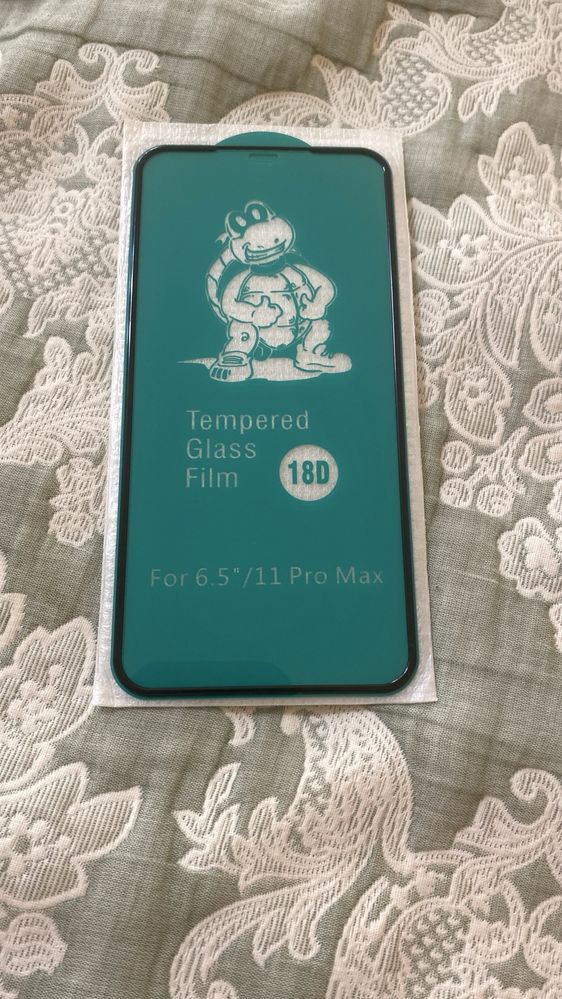 Tempered
Glass
Film
18D
For 6.5"/11 Pro Max